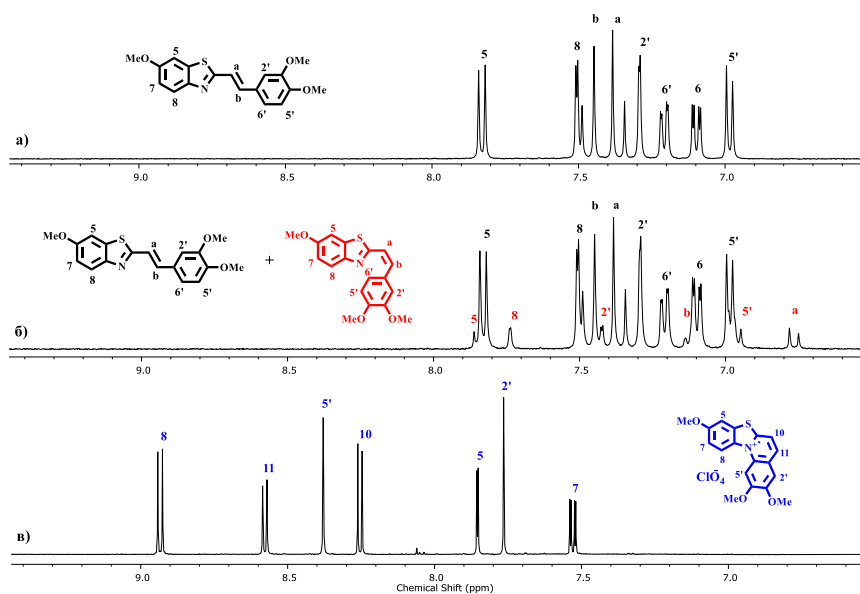 b a
5 8 2' 5'
6' 6
MeO 5 S a 2' OMe
7 N b OMe
8 6' 5'
а)
9.0 8.5 8.0 7.5 7.0
b a
5 8 2' 5'
6' 6
MeO 5 S a 2' OMe
7 N b OMe
8 6' 5'
+
MeO 5 S a
7 N b
8 6'
5' 2'
MeO OMe
5 8 2' b 5' a
б)
9.0 8.5 8.0 7.5 7.0
8 11 5' 10 5 2' 7
MeO 5 S 10
7 N+• 11
8 5' 2'
ClO4-
MeO OMe
в)
9.0 8.5 8.0 7.5 7.0
Chemical Shift (ppm)